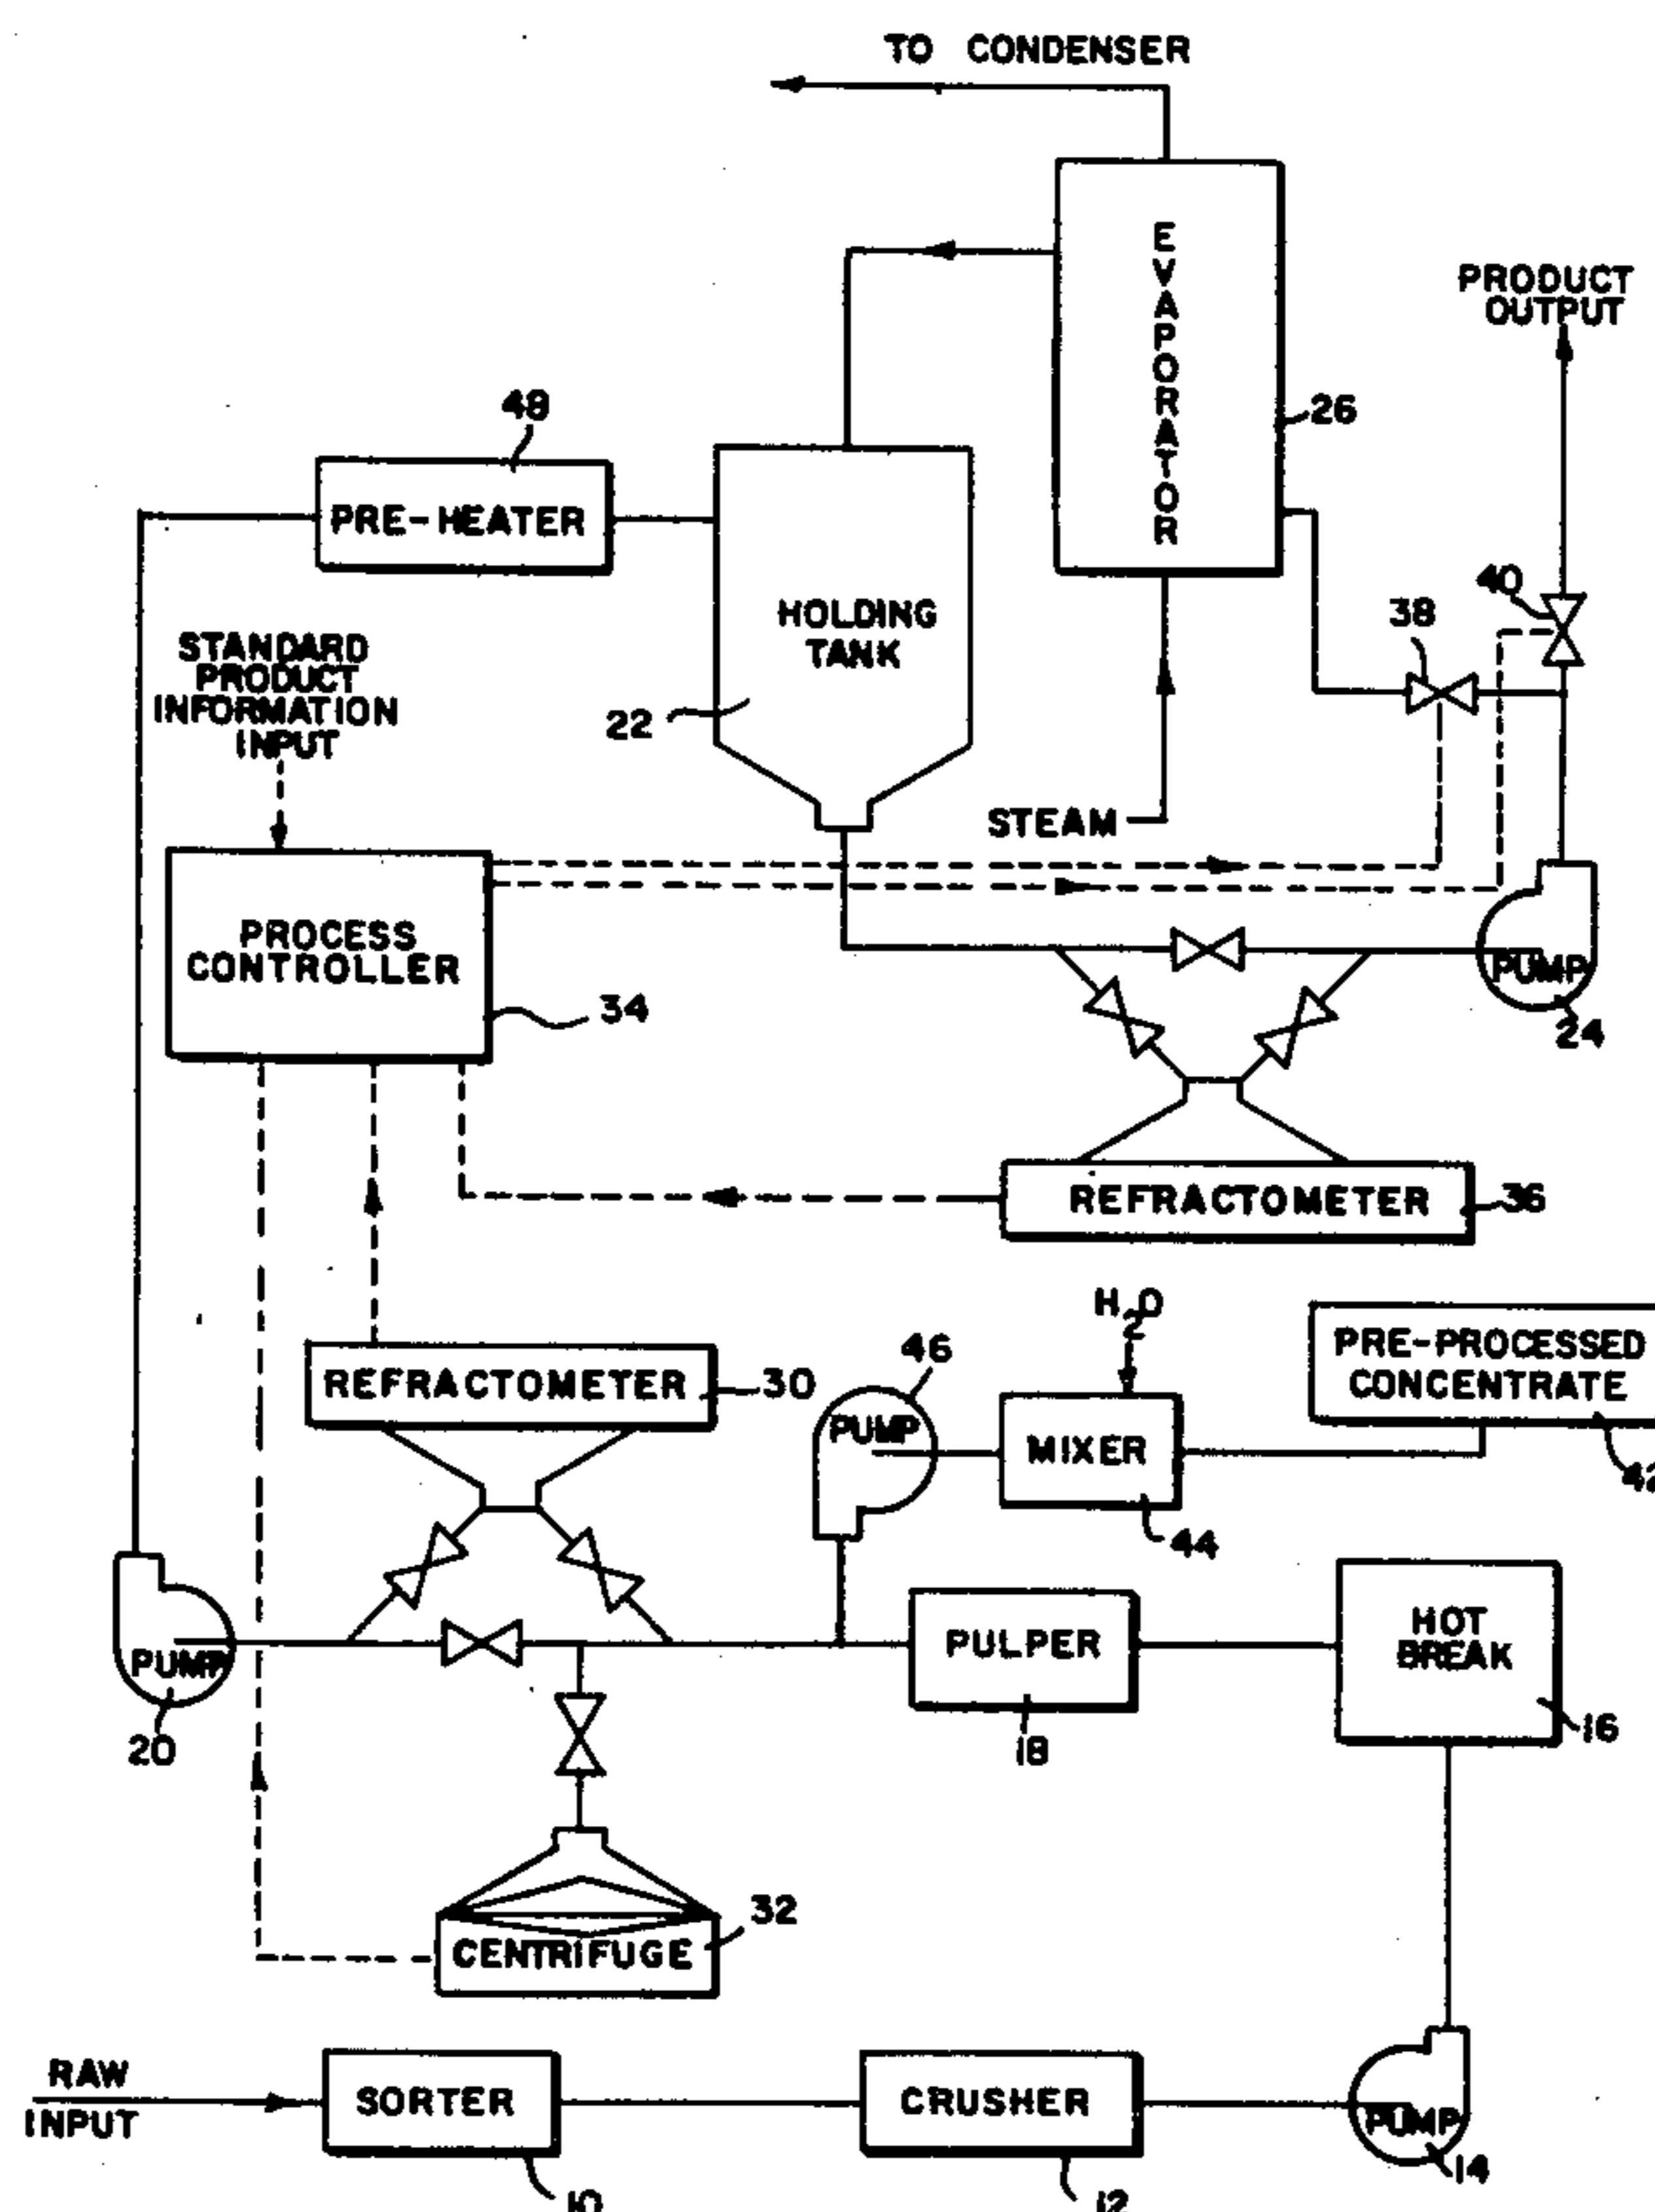 TO CONDENSER
EVAPORATOR
PRODUCT
OUTPUT
48
26
PRE-HEATER
40
38
HOLDING
TANK
STANDARD
PRODUCT
INFORMATION
INPUT
22
STEAM
PROCESS
CONTROLLER
34
PUMP
24
REFRACTOMETER
36
H2O
46
PRE-PROCESSED
CONCENTRATE
REFRACTOMETER
30
PUMP
MIXER
42
44
PULPER
HOT
BREAK
PUMP
20
18
16
32
CENTRIFUGE
RAW
INPUT
SORTER
CRUSHER
PUMP
14
10
12